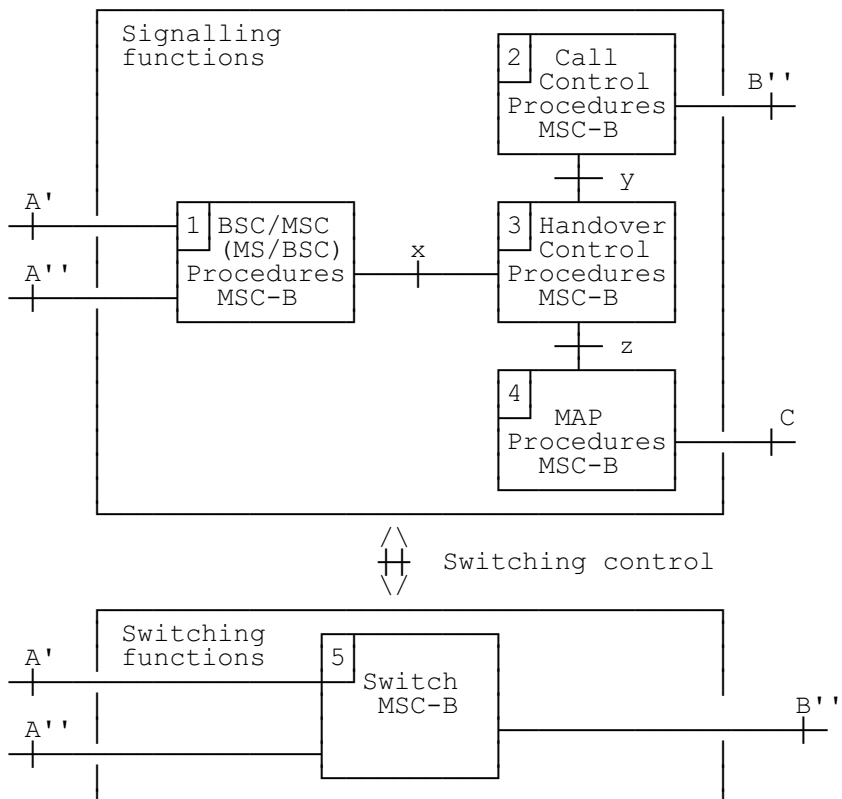 Signalling
functions
2 Call
Control
Procedures
MSC-B
B''
y
A'
1 BSC/MSC
(MS/BSC)
Procedures
MSC-B
A''
x
3 Handover
Control
Procedures
MSC-B
z
4
MAP
Procedures
MSC-B
C
Switching control
Switching
functions
A'
5
Switch
MSC-B
A''
B''